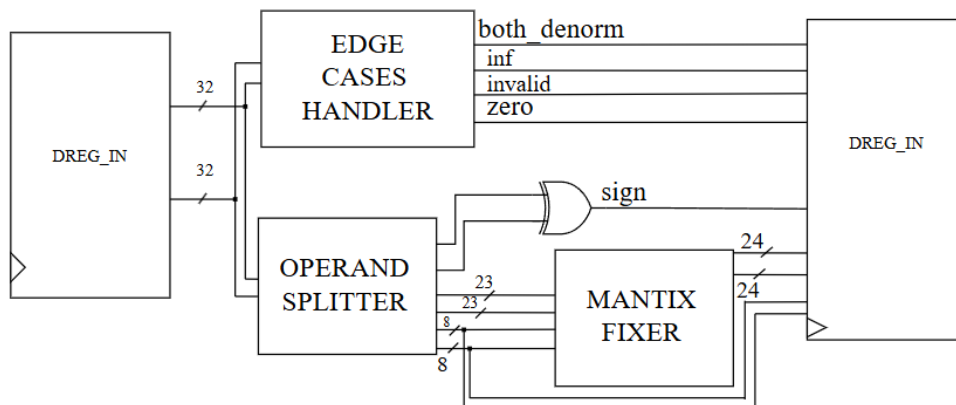 both_denorm
EDGE
CASES
HANDLER
inf
invalid
zero
32
DREG_IN
32
DREG_IN
sign
OPERAND
SPLITTER
24
24
23
23
8
8
MANTIX
FIXER